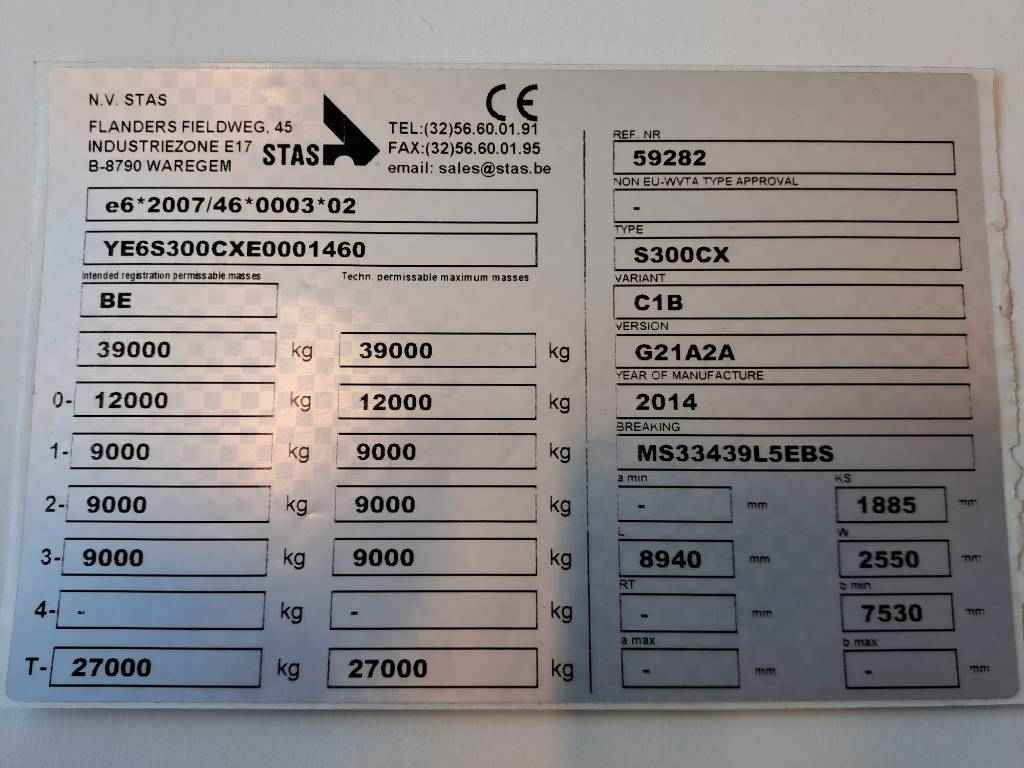 N.V. STAS
FLANDERS FIELDWEG, 45
INDUSTRIEZONE E17
B-8790 WAREGEM
STAS
CE
TEL:(32)56.60.01.91
FAX:(32)56.60.01.95
email: sales@stas.be
e6*2007/46*0003*02
YE6S300CXE0001460
Intended registration permissable masses
Techn. permissable maximum masses
BE
39000 kg 39000 kg
0- 12000 kg 12000 kg
1- 9000 kg 9000 kg
2- 9000 kg 9000 kg
3- 9000 kg 9000 kg
4- - kg - kg
T- 27000 kg 27000 kg
REF. NR
59282
NON EU-WVTA TYPE APPROVAL
-
TYPE
S300CX
VARIANT
C1B
VERSION
G21A2A
YEAR OF MANUFACTURE
2014
BREAKING
MS33439L5EBS
a min KS
- mm 1885 mm
L W
8940 mm 2550 mm
RT b min
- mm 7530 mm
a max b max
- mm - mm